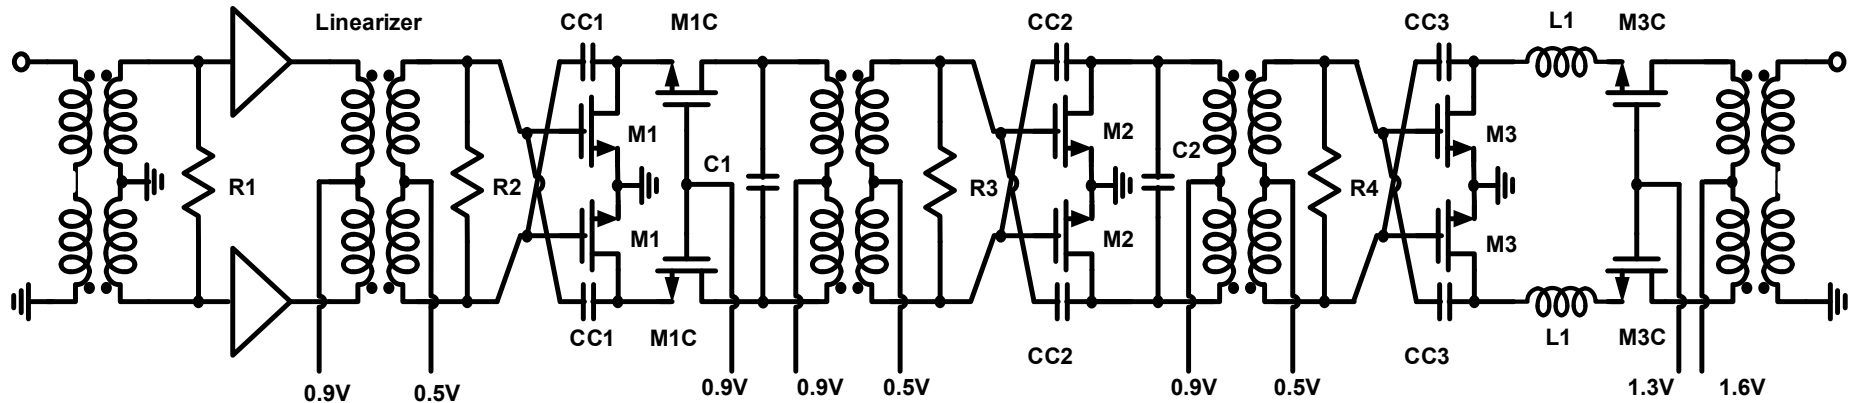 Linearizer CC1 M1C CC2 CC3 L1 M3C
M1 M2 M3
R1 R2 C1 R3 C2 R4
M1 M2 M3
CC1 M1C CC2 CC3 L1 M3C
0.9V 0.5V 0.9V 0.9V 0.5V 0.9V 0.5V 1.3V 1.6V